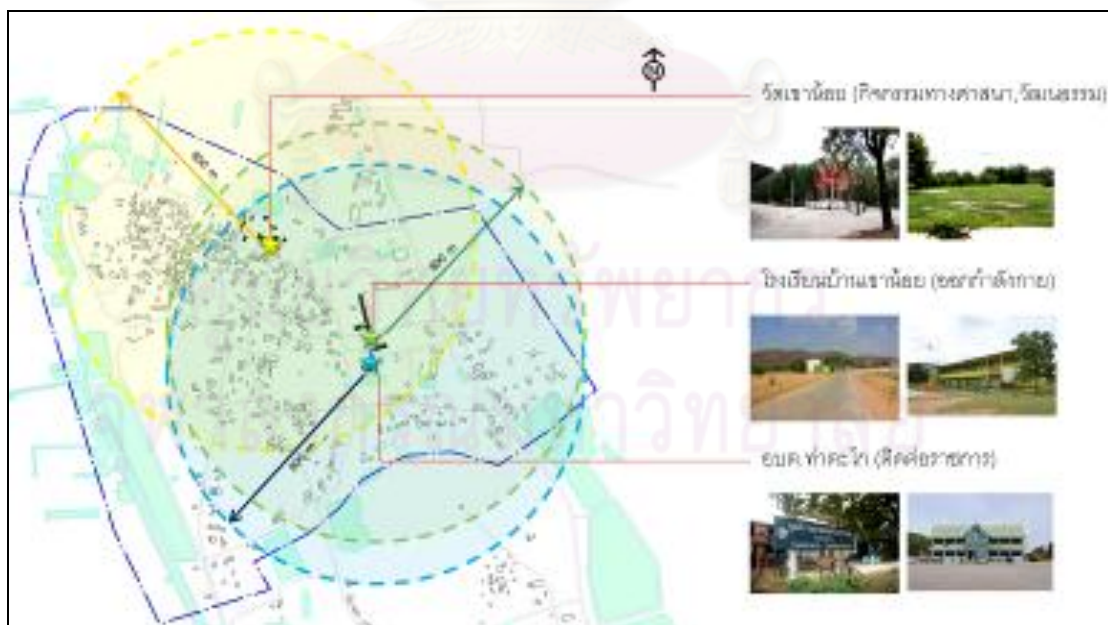 วัดเขาน้อย (กิจกรรมทางศาสนา,วัฒนธรรม)
800 m
800 m
โรงเรียนบ้านเขาน้อย (ออกกำลังกาย)
800 m
อบต.ท่าตะโก (ติดต่อราชการ)